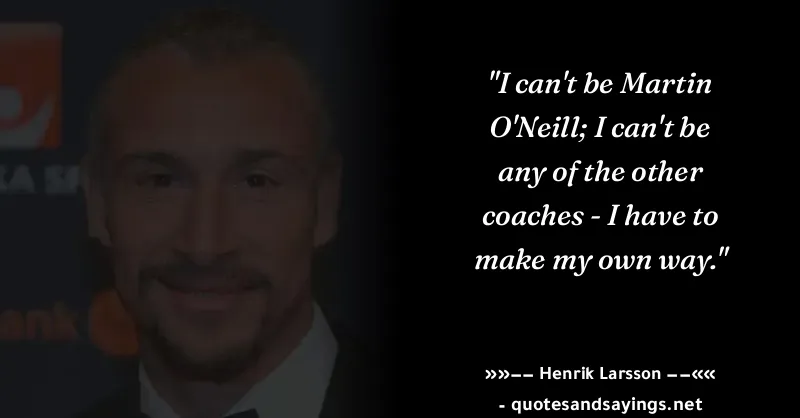 "I can't be Martin
O'Neill; I can't be
any of the other
coaches - I have to
make my own way."
»»−− Henrik Larsson −−««
- quotesandsayings.net
ank